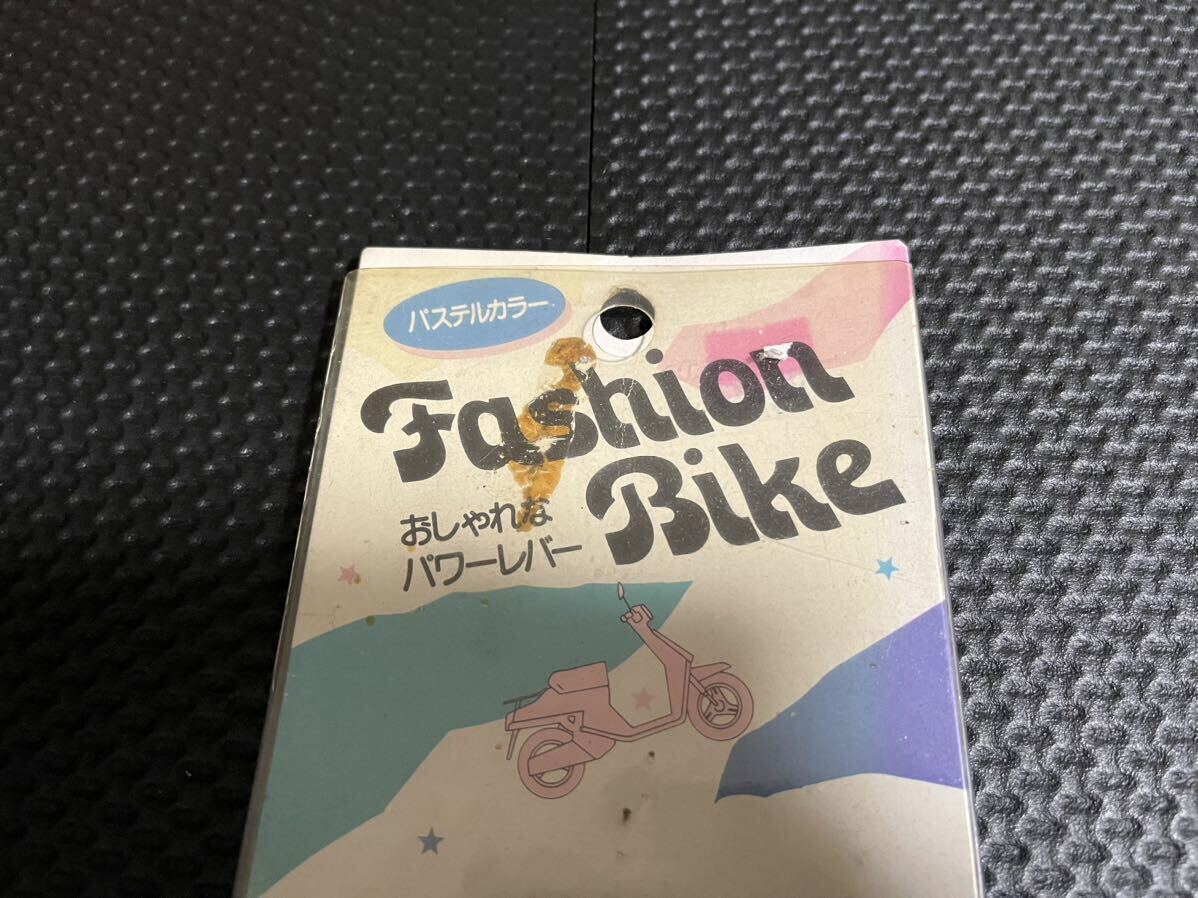 パステルカラー
Fashion
Bike
おしゃれな
パワーレバー